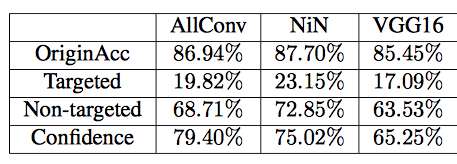 AllConv NiN VGG16
OriginAcc 86.94% 87.70% 85.45%
Targeted 19.82% 23.15% 17.09%
Non-targeted 68.71% 72.85% 63.53%
Confidence 79.40% 75.02% 65.25%